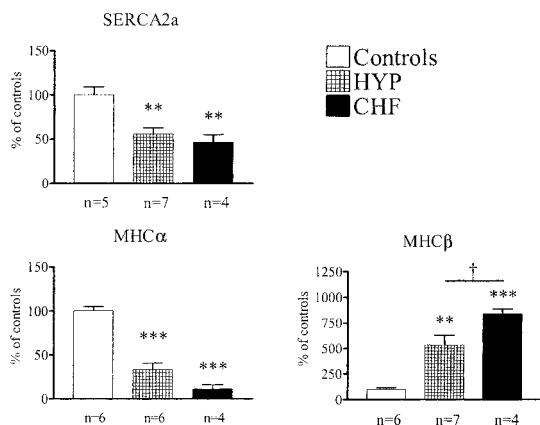 SERCA2a
% of controls
150
100
50
0
**
**
n=5
n=7
n=4
Controls
HYP
CHF
MHCα
% of controls
150
100
50
0
***
***
n=6
n=6
n=4
MHCβ
% of controls
1250
1000
750
500
250
0
**
†
***
n=6
n=7
n=4